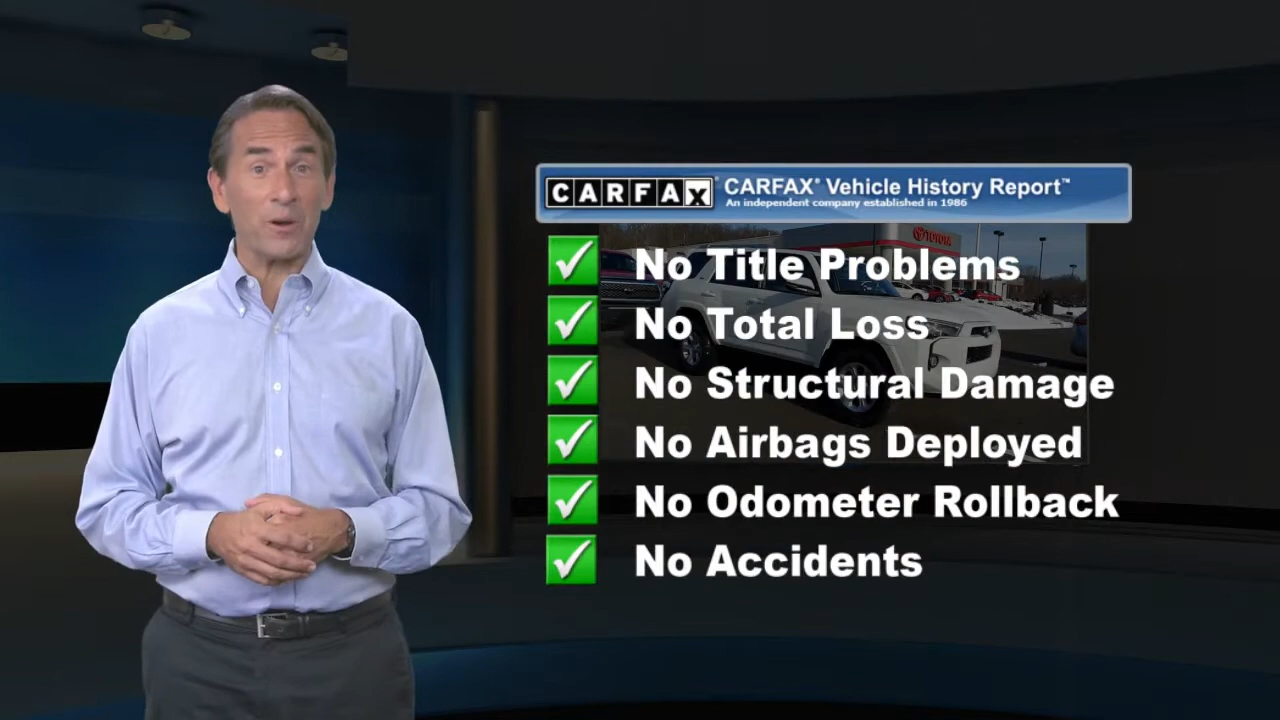 CARFAX® CARFAX® Vehicle History Report™
An independent company established in 1986
TOYOTA
No Title Problems
No Total Loss
No Structural Damage
No Airbags Deployed
No Odometer Rollback
No Accidents